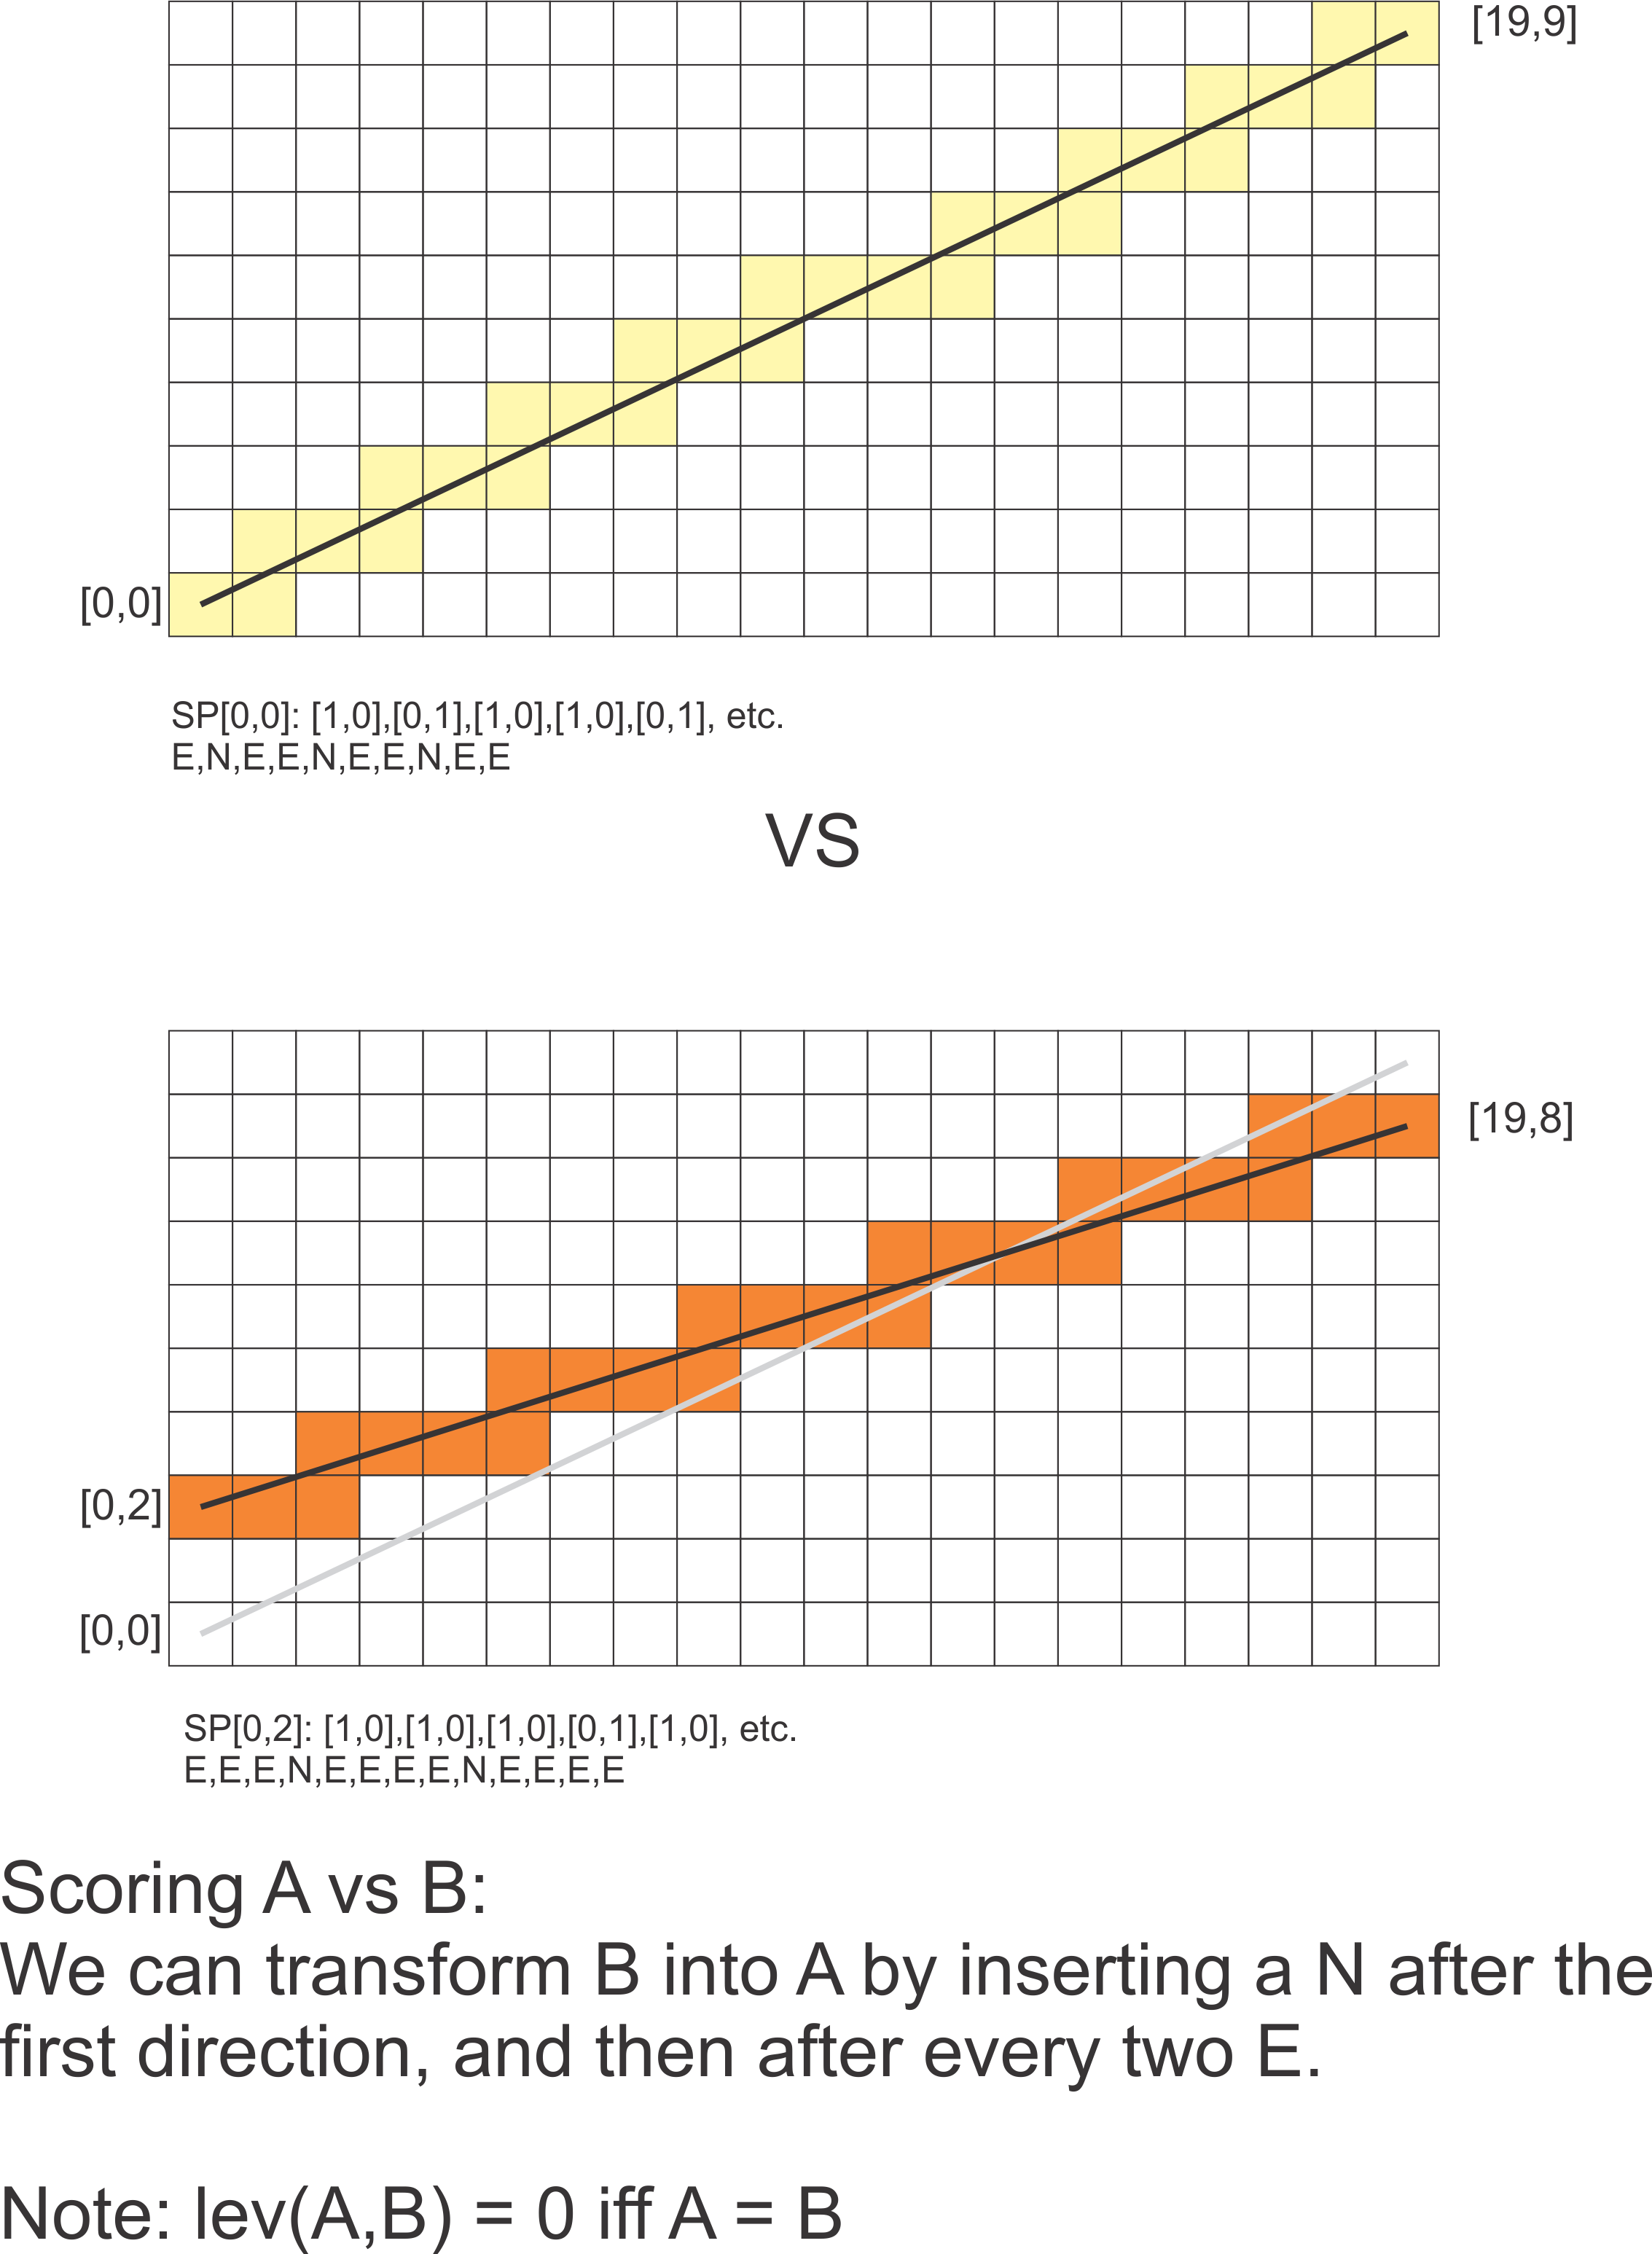 [19,9]
[0,0]
SP[0,0]: [1,0],[0,1],[1,0],[1,0],[0,1], etc.
E,N,E,E,N,E,E,N,E,E
VS
[19,8]
[0,2]
[0,0]
SP[0,2]: [1,0],[1,0],[1,0],[0,1],[1,0], etc.
E,E,E,N,E,E,E,E,N,E,E,E,E
Scoring A vs B:
We can transform B into A by inserting a N after the
first direction, and then after every two E.
Note: lev(A,B) = 0 iff A = B